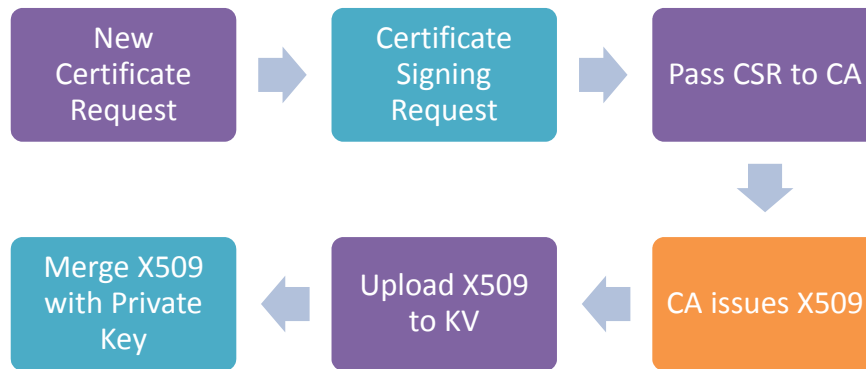 New
Certificate
Request
Certificate
Signing
Request
Pass CSR to CA
CA issues X509
Upload X509
to KV
Merge X509
with Private
Key